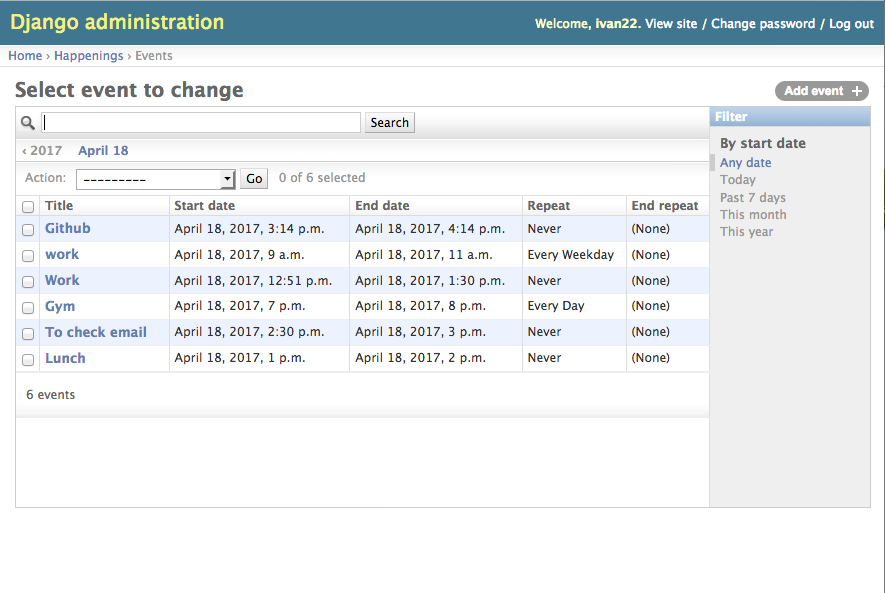 Django administration
Welcome, ivan22. View site / Change password / Log out
Home › Happenings › Events
Select event to change
Add event +
Search
Filter
‹ 2017 April 18
By start date
Any date
Today
Past 7 days
This month
This year
Action: --------- Go 0 of 6 selected
Title Start date End date Repeat End repeat
Github April 18, 2017, 3:14 p.m. April 18, 2017, 4:14 p.m. Never (None)
work April 18, 2017, 9 a.m. April 18, 2017, 11 a.m. Every Weekday (None)
Work April 18, 2017, 12:51 p.m. April 18, 2017, 1:30 p.m. Never (None)
Gym April 18, 2017, 7 p.m. April 18, 2017, 8 p.m. Every Day (None)
To check email April 18, 2017, 2:30 p.m. April 18, 2017, 3 p.m. Never (None)
Lunch April 18, 2017, 1 p.m. April 18, 2017, 2 p.m. Never (None)
6 events